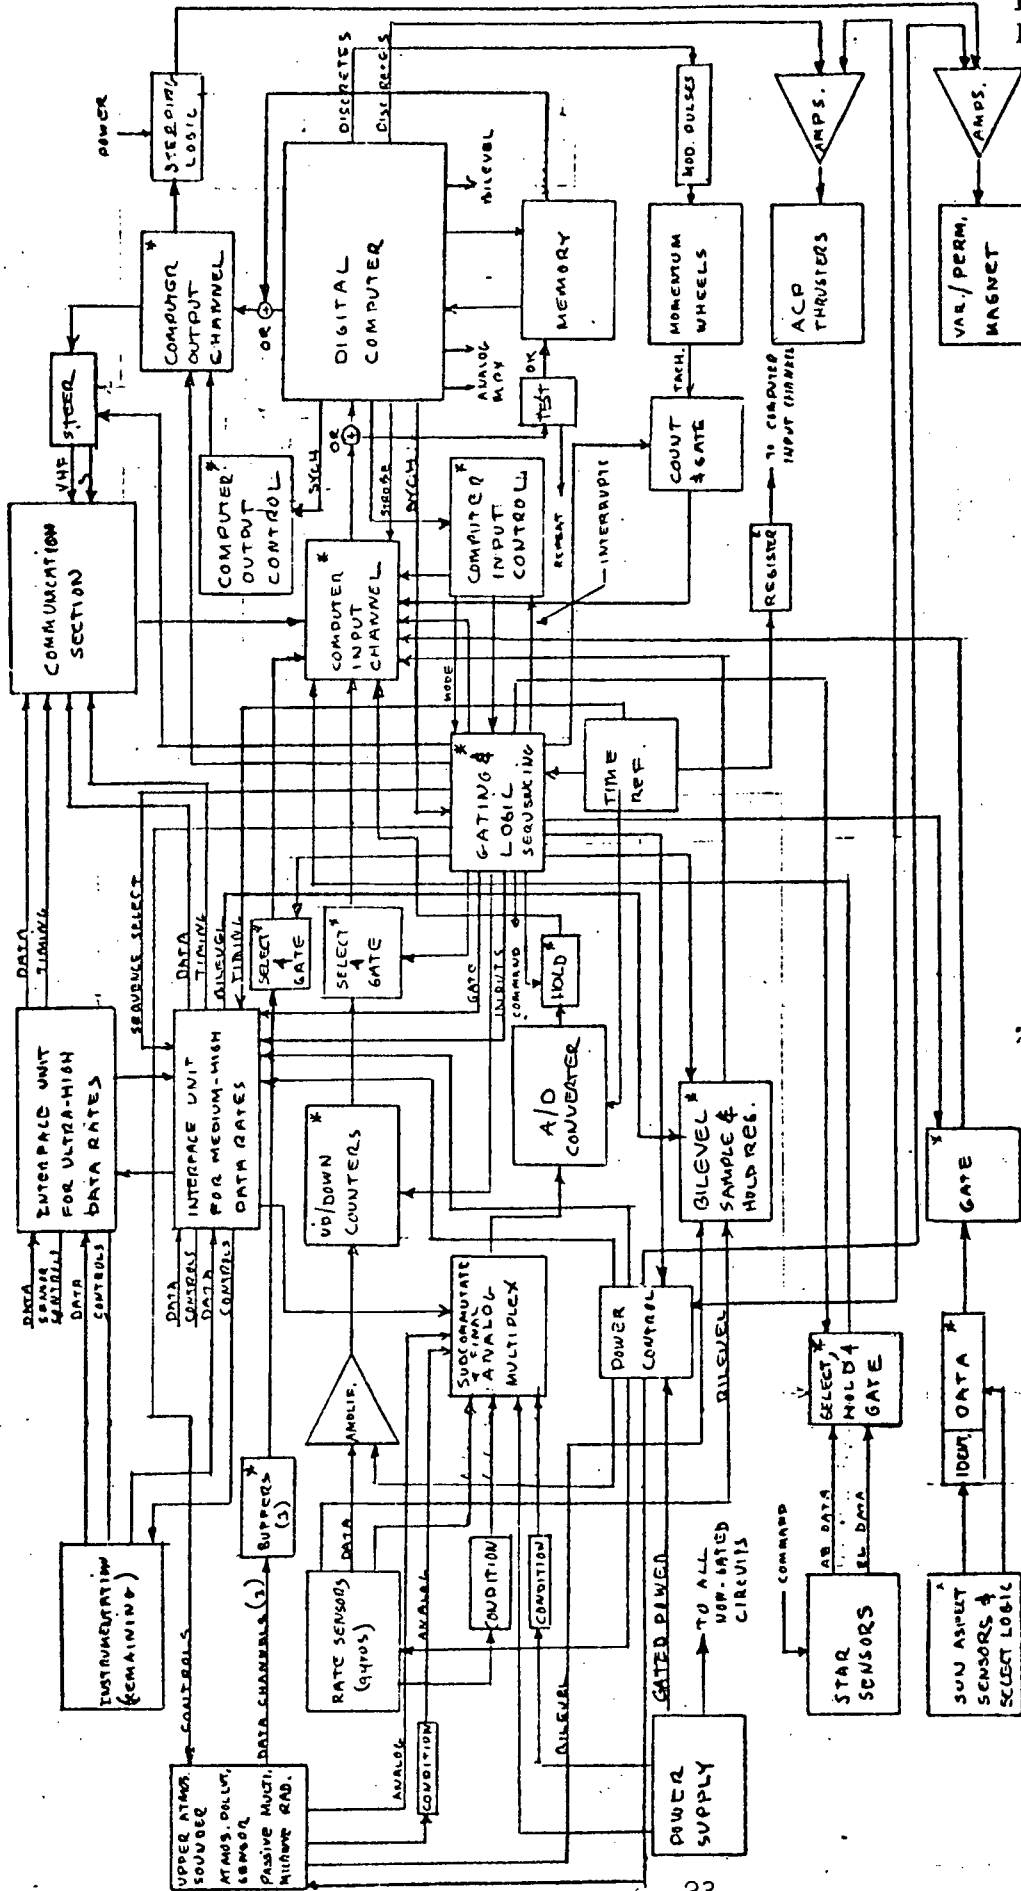 UPPER ATMOS.
SOUNDER
ATMOS. POLLUT.
SENSOR
PASSIVE MULTI.
RAD.
INSTRUMENTATION
(REMAINING)
CONTROLS
DATA CHANNELS (3)
BUFFERS
(3)
DATA
SENSOR
CONTROLS
DATA
CONTROLS
INTERFACE UNIT
FOR ULTRA-HIGH
DATA RATES
DATA
TIMING
SEQUENCE SELECT
DATA
CONTROLS
DATA
CONTROLS
INTERFACE UNIT
FOR MEDIUM-HIGH
DATA RATES
DATA
TIMING
BILEVEL
TIMING
COMMUNICATION
SECTION
VHF
S
STEER
COMPUTER
OUTPUT
CHANNEL
POWER
STEERING
LOGIC
COMPUTER
OUTPUT
CONTROL
SYCH
OR
SELECT
&
GATE
SELECT
&
GATE
COMPUTER
INPUT
CHANNEL
OR
STROBE
SYCH
DIGITAL
COMPUTER
DISCRETES
DISCRETES
BILEVEL
ANALOG
MPX
MEMORY
TEST
OK
REPEAT
COMPUTER
INPUT
CONTROL
INTERRUPTS
MODE
GATING &
LOGIC
SEQUENCING
GATE
INPUTS
COMMAND
HOLD
A/D
CONVERTER
UP/DOWN
COUNTERS
AMPLIF.
DATA
RATE SENSORS
(gyros)
ANALOG
ANALOG
CONDITION
CONDITION
CONDITION
SUBCOMMUTATE
& FINAL
ANALOG
MULTIPLEX
BILEVEL
SAMPLE &
HOLD REG.
TIME
REF.
COUNT
& GATE
TACH.
MOMENTUM
WHEELS
MOD. PULSES
AMPS.
ACP
THRUSTERS
REGISTER
TO COMPUTER
INPUT CHANNEL
AMPS.
VAR./PERM.
MAGNET
POWER
CONTROL
BILEVEL
BILEVEL
GATED POWER
POWER
SUPPLY
TO ALL
NON-GATED
CIRCUITS
COMMAND
STAR
SENSORS
DATA
DATA
SELECT,
HOLD &
GATE
SUN ASPECT
SENSORS &
SELECT LOGIC
IDENT.
DATA
GATE
23